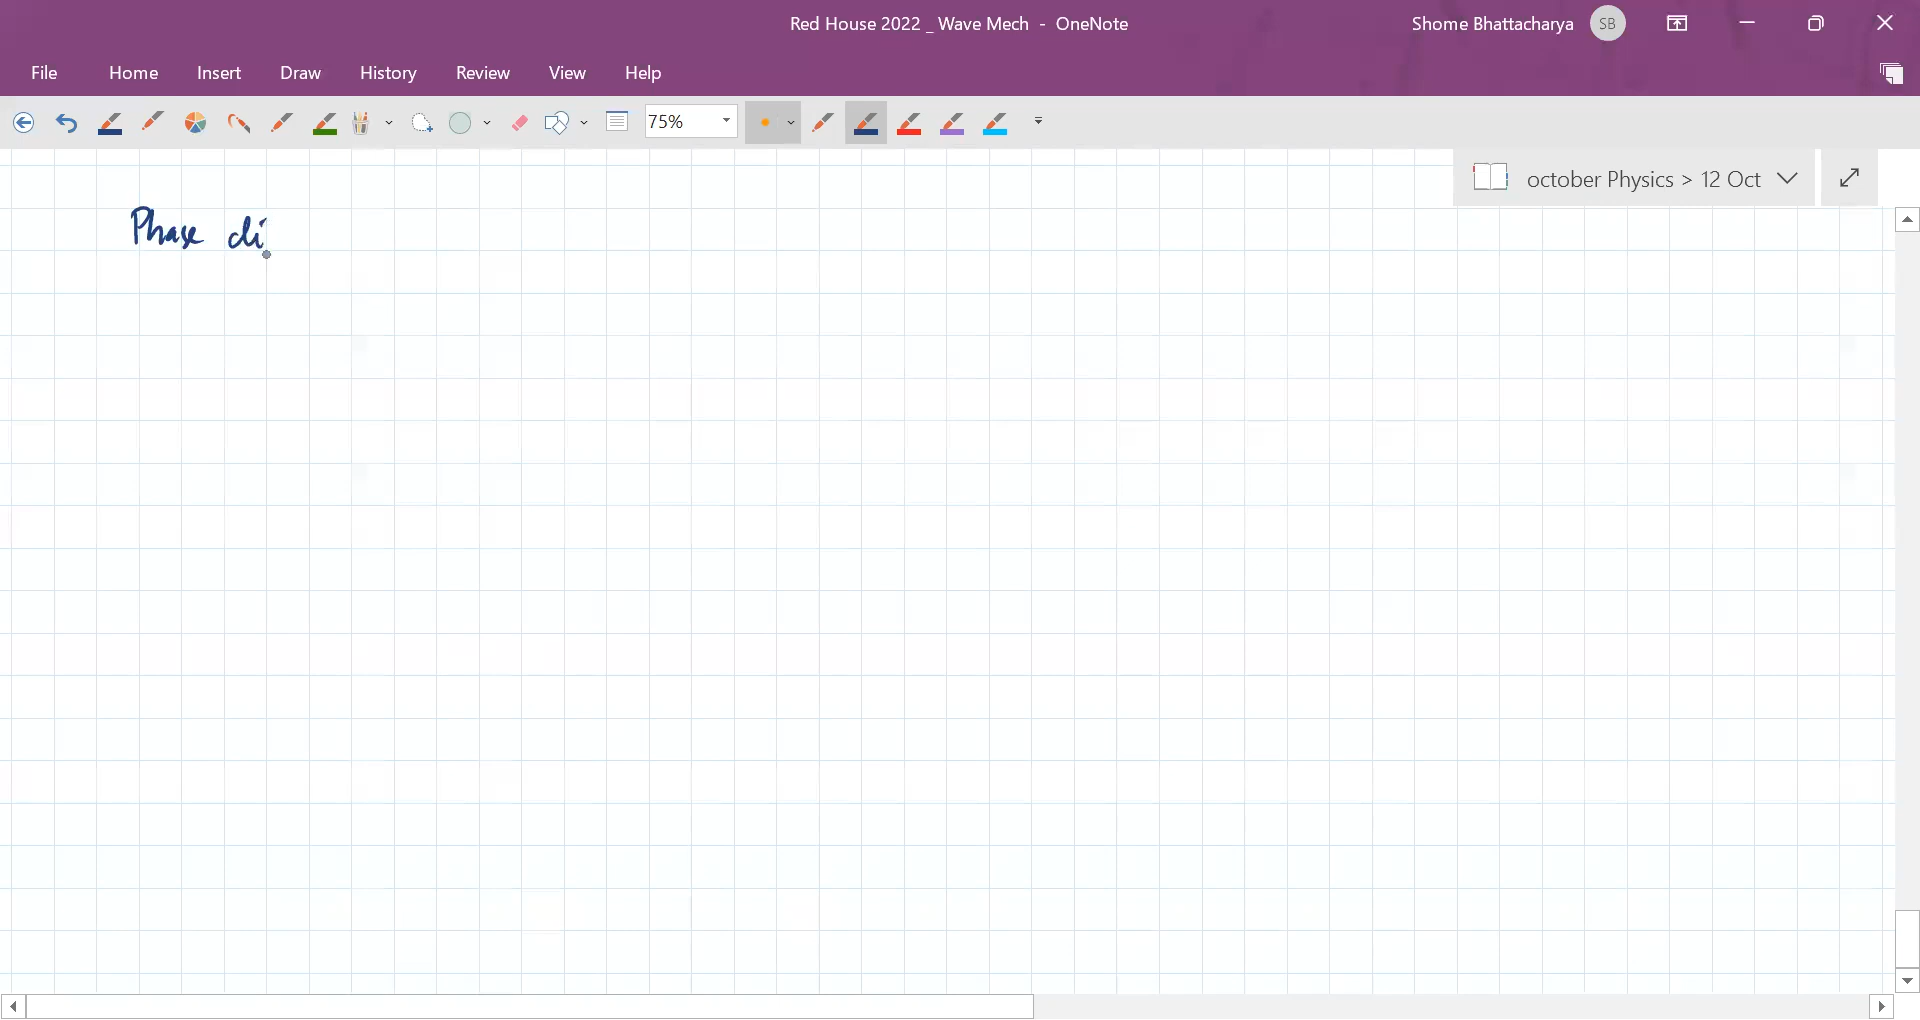 Red House 2022 _ Wave Mech - OneNote
Shome Bhattacharya SB
File Home Insert Draw History Review View Help
75%
october Physics > 12 Oct
Phase di